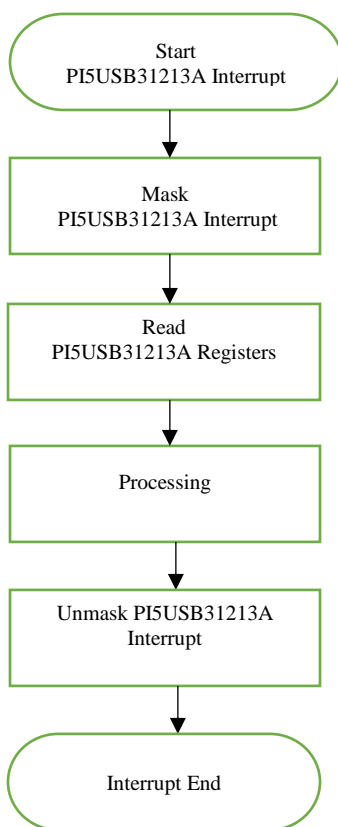 Start
PI5USB31213A Interrupt
Mask
PI5USB31213A Interrupt
Read
PI5USB31213A Registers
Processing
Unmask PI5USB31213A
Interrupt
Interrupt End